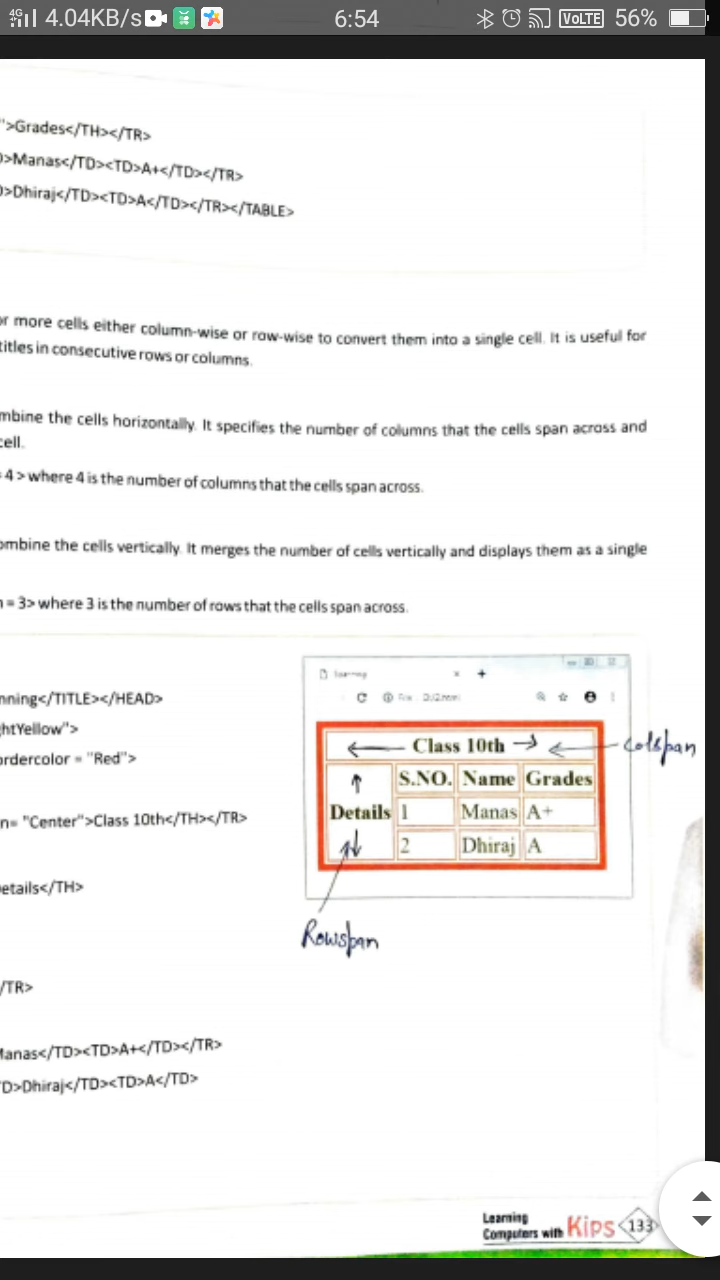 4G 4.04KB/s 6:54 VoLTE 56%
">Grades</TH></TR>
>Manas</TD><TD>A+</TD></TR>
>Dhiraj</TD><TD>A</TD></TR></TABLE>
or more cells either column-wise or row-wise to convert them into a single cell. It is useful for
titles in consecutive rows or columns.
mbine the cells horizontally. It specifies the number of columns that the cells span across and
cell.
4 > where 4 is the number of columns that the cells span across.
ombine the cells vertically. It merges the number of cells vertically and displays them as a single
= 3> where 3 is the number of rows that the cells span across.
nning</TITLE></HEAD>
htYellow">
ordercolor = "Red">
n= "Center">Class 10th</TH></TR>
etails</TH>
/TR>
Manas</TD><TD>A+</TD></TR>
D>Dhiraj</TD><TD>A</TD>
Class 10th
Colspan
S.NO. Name Grades
Details 1 Manas A+
2 Dhiraj A
Rowspan
Learning
Computers with Kips 133